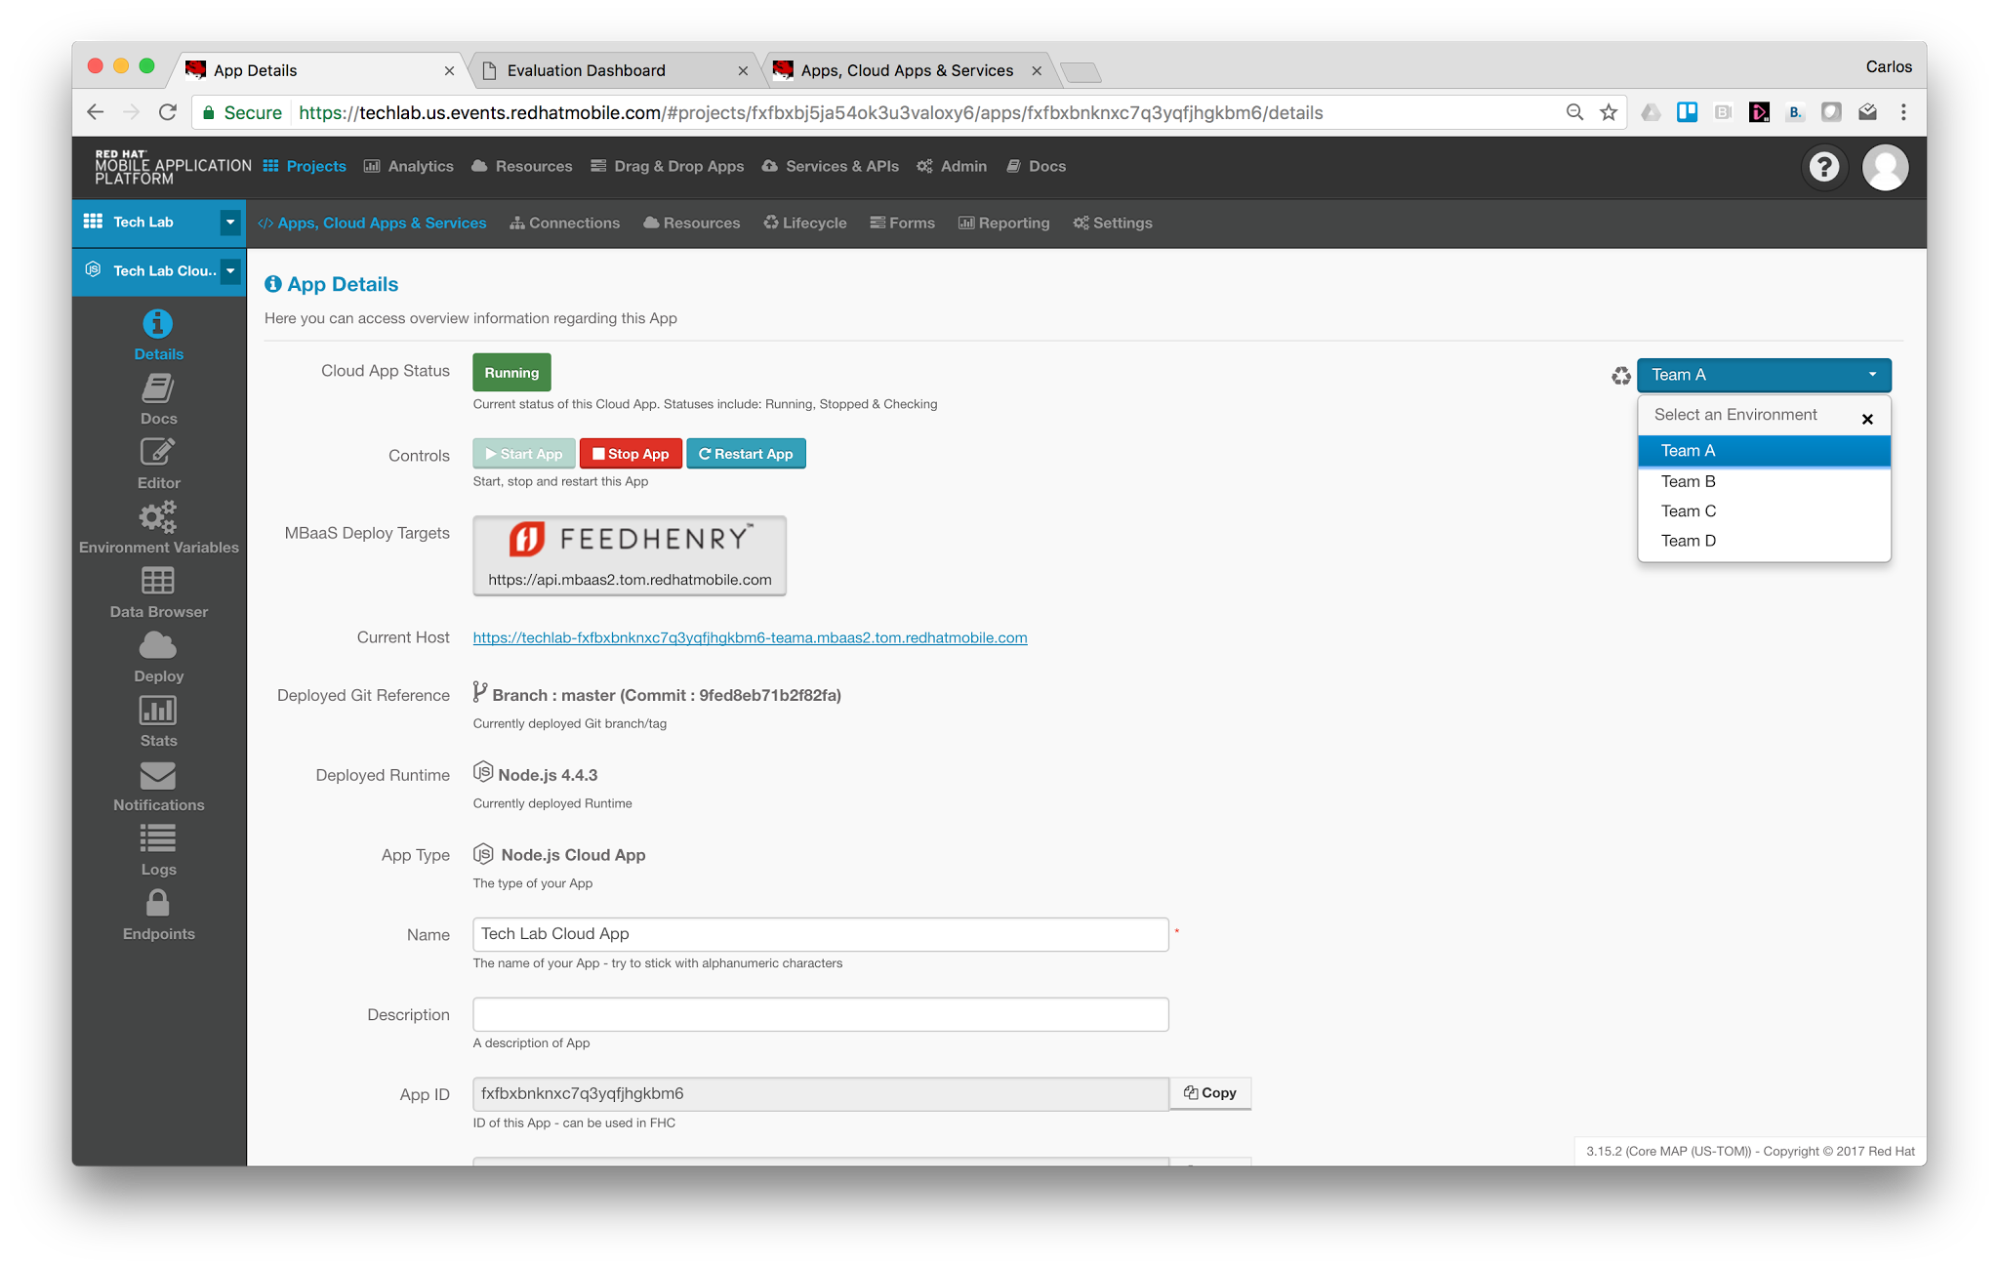 App Details
Evaluation Dashboard
Apps, Cloud Apps & Services
Carlos
Secure
https://techlab.us.events.redhatmobile.com/#projects/fxfbxbj5ja54ok3u3valoxy6/apps/fxfbxbnknxc7q3yqfjhgkbm6/details
RED HAT
MOBILE APPLICATION
PLATFORM
Projects
Analytics
Resources
Drag & Drop Apps
Services & APIs
Admin
Docs
Tech Lab
Apps, Cloud Apps & Services
Connections
Resources
Lifecycle
Forms
Reporting
Settings
Tech Lab Clou..
Details
Docs
Editor
Environment Variables
Data Browser
Deploy
Stats
Notifications
Logs
Endpoints
App Details
Here you can access overview information regarding this App
Cloud App Status
Running
Current status of this Cloud App. Statuses include: Running, Stopped & Checking
Team A
Select an Environment
Team A
Team B
Team C
Team D
Controls
Start App
Stop App
Restart App
Start, stop and restart this App
MBaaS Deploy Targets
FEEDHENRY™
https://api.mbaas2.tom.redhatmobile.com
Current Host
https://techlab-fxfbxbnknxc7q3yqfjhgkbm6-teama.mbaas2.tom.redhatmobile.com
Deployed Git Reference
Branch : master (Commit : 9fed8eb71b2f82fa)
Currently deployed Git branch/tag
Deployed Runtime
Node.js 4.4.3
Currently deployed Runtime
App Type
Node.js Cloud App
The type of your App
Name
Tech Lab Cloud App
*
The name of your App - try to stick with alphanumeric characters
Description
A description of App
App ID
fxfbxbnknxc7q3yqfjhgkbm6
Copy
ID of this App - can be used in FHC
3.15.2 (Core MAP (US-TOM)) - Copyright © 2017 Red Hat